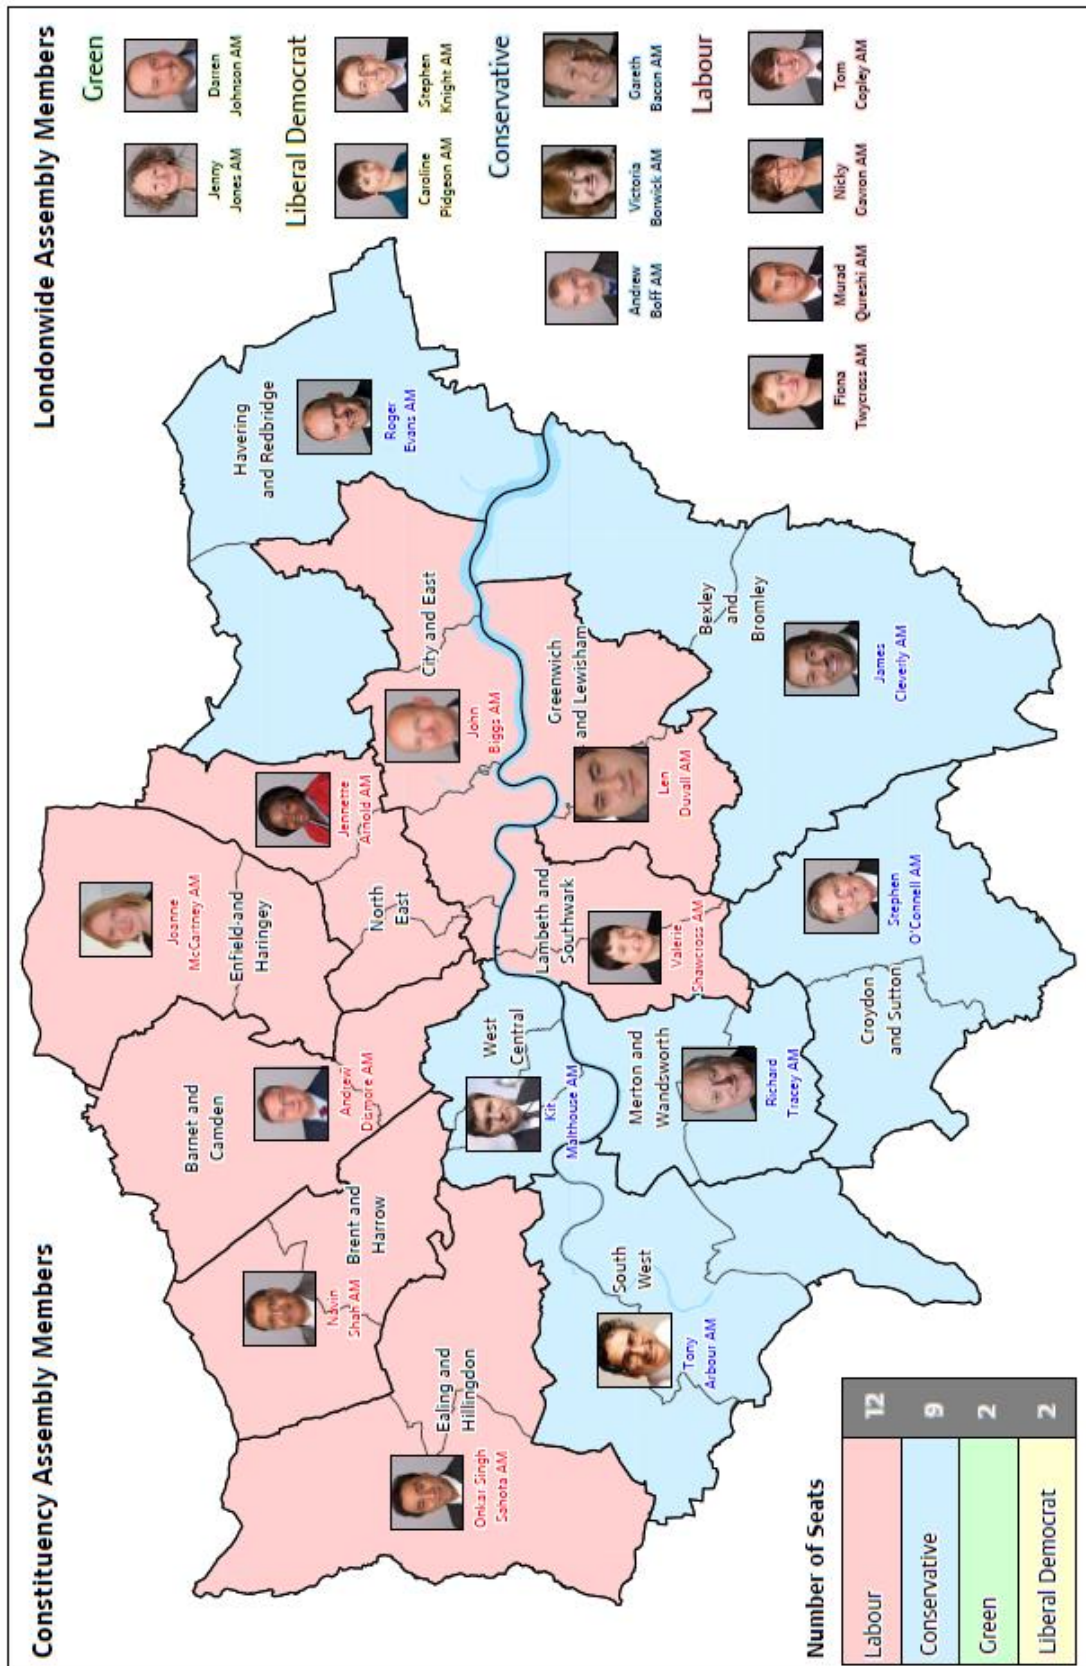 Constituency Assembly Members
Londonwide Assembly Members
Joanne
McCartney AM
Enfield and
Haringey
Barnet and
Camden
Andrew
Dismore AM
Navin
Shah AM
Brent and
Harrow
Ealing and
Hillingdon
Onkar Singh
Sahota AM
Jennette
Arnold AM
North
East
Havering
and Redbridge
Roger
Evans AM
City and East
John
Biggs AM
West
Central
Kit
Malthouse AM
Lambeth and
Southwark
Valerie
Shawcross AM
Greenwich
and Lewisham
Len
Duvall AM
Bexley
and
Bromley
James
Cleverly AM
South
West
Tony
Arbour AM
Merton and
Wandsworth
Richard
Tracey AM
Croydon
and Sutton
Stephen
O'Connell AM
Green
Jenny
Jones AM
Darren
Johnson AM
Liberal Democrat
Caroline
Pidgeon AM
Stephen
Knight AM
Conservative
Andrew
Boff AM
Victoria
Borwick AM
Gareth
Bacon AM
Labour
Fiona
Twycross AM
Murad
Qureshi AM
Nicky
Gavron AM
Tom
Copley AM
Number of Seats
Labour 12
Conservative 9
Green 2
Liberal Democrat 2